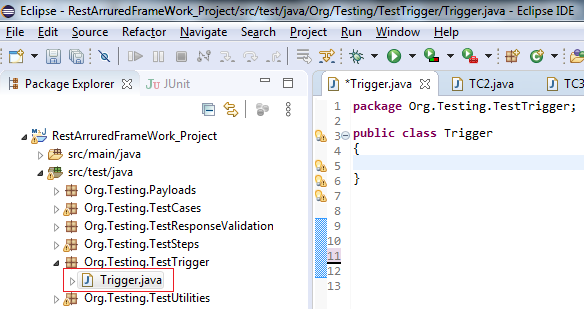 Eclipse - RestArruredFrameWork_Project/src/test/java/Org/Testing/TestTrigger/Trigger.java - Eclipse IDE
File Edit Source Refactor Navigate Search Project Run Window Help
Package Explorer JUnit
RestArruredFrameWork_Project
src/main/java
src/test/java
Org.Testing.Payloads
Org.Testing.TestCases
Org.Testing.TestResponseValidation
Org.Testing.TestSteps
Org.Testing.TestTrigger
Trigger.java
Org.Testing.TestUtilities
*Trigger.java TC2.java TC3
1 package Org.Testing.TestTrigger;
2
3 public class Trigger
4 {
5
6 }
7
8
9
10
11
12
13